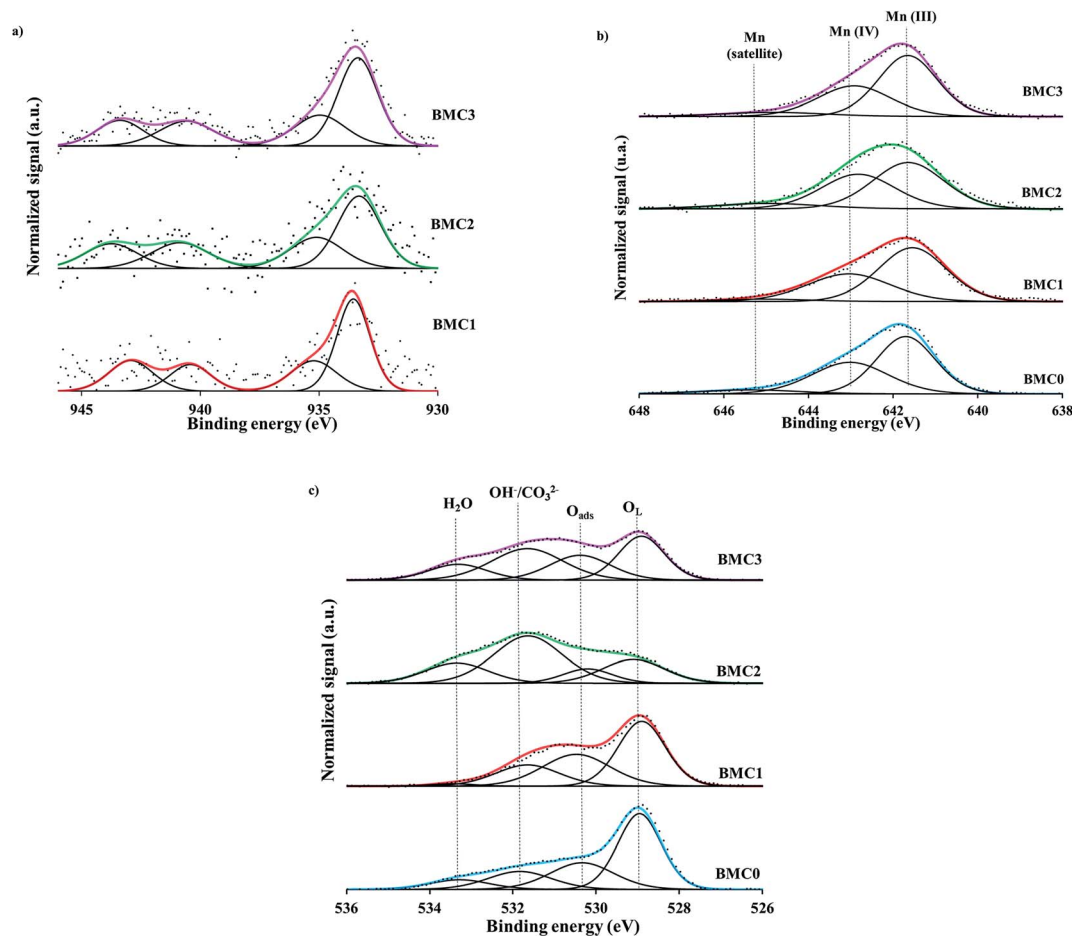 a)
BMC3
BMC2
BMC1
Normalized signal (a.u.)
945 940 935 930
Binding energy (eV)
b)
Mn
(satellite)
Mn (IV)
Mn (III)
BMC3
BMC2
BMC1
BMC0
Normalized signal (u.a.)
648 646 644 642 640 638
Binding energy (eV)
c)
H₂O
OH⁻/CO₃²⁻
O_ads
O_L
BMC3
BMC2
BMC1
BMC0
Normalized signal (a.u.)
536 534 532 530 528 526
Binding energy (eV)